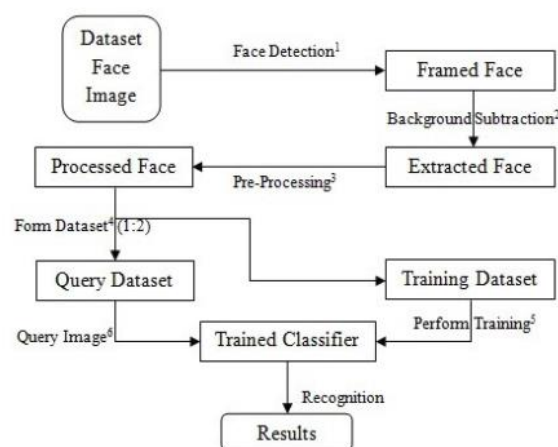 Dataset
Face
Image
Face Detection¹
Framed Face
Background Subtraction²
Processed Face
Pre-Processing³
Extracted Face
Form Dataset⁴ (1:2)
Query Dataset
Training Dataset
Query Image⁶
Trained Classifier
Perform Training⁵
Recognition
Results